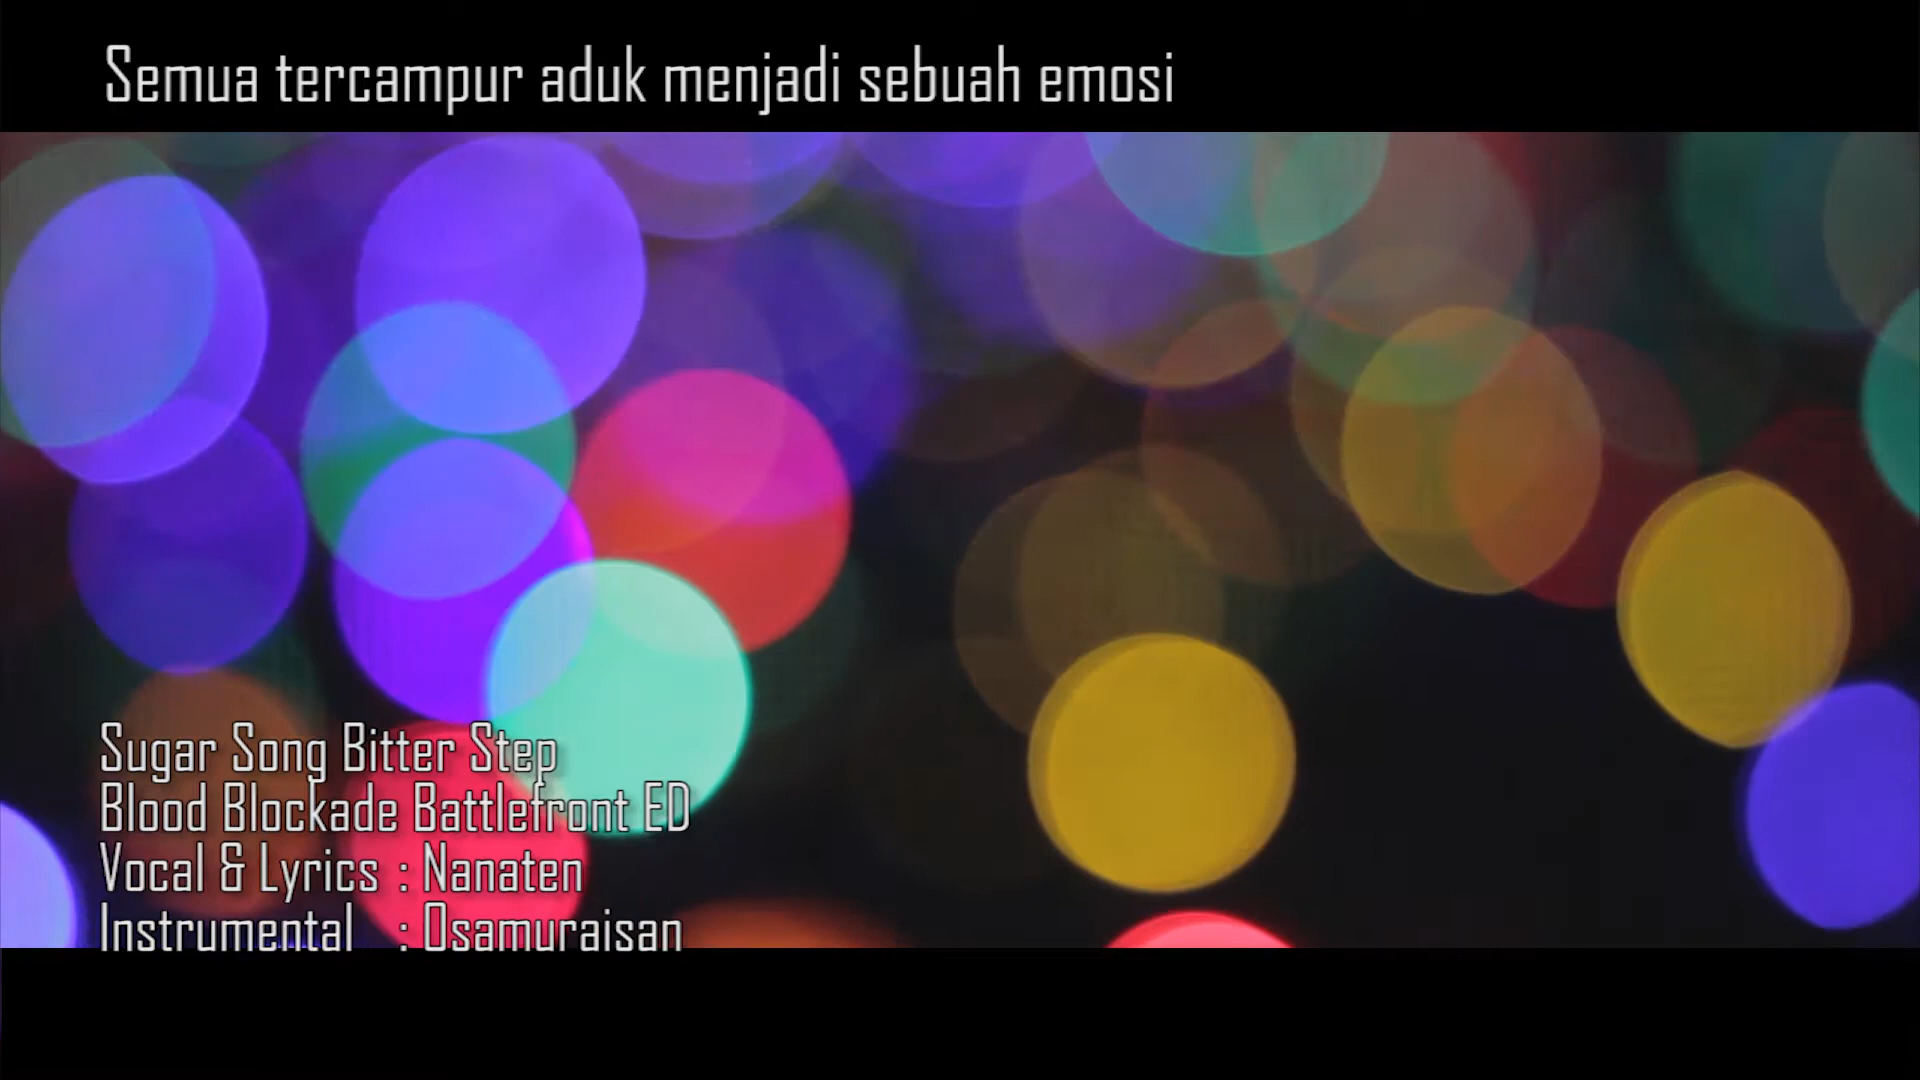 Semua tercampur aduk menjadi sebuah emosi
Sugar Song Bitter Step
Blood Blockade Battlefront ED
Vocal & Lyrics : Nanaten
Instrumental : Osamuraisan